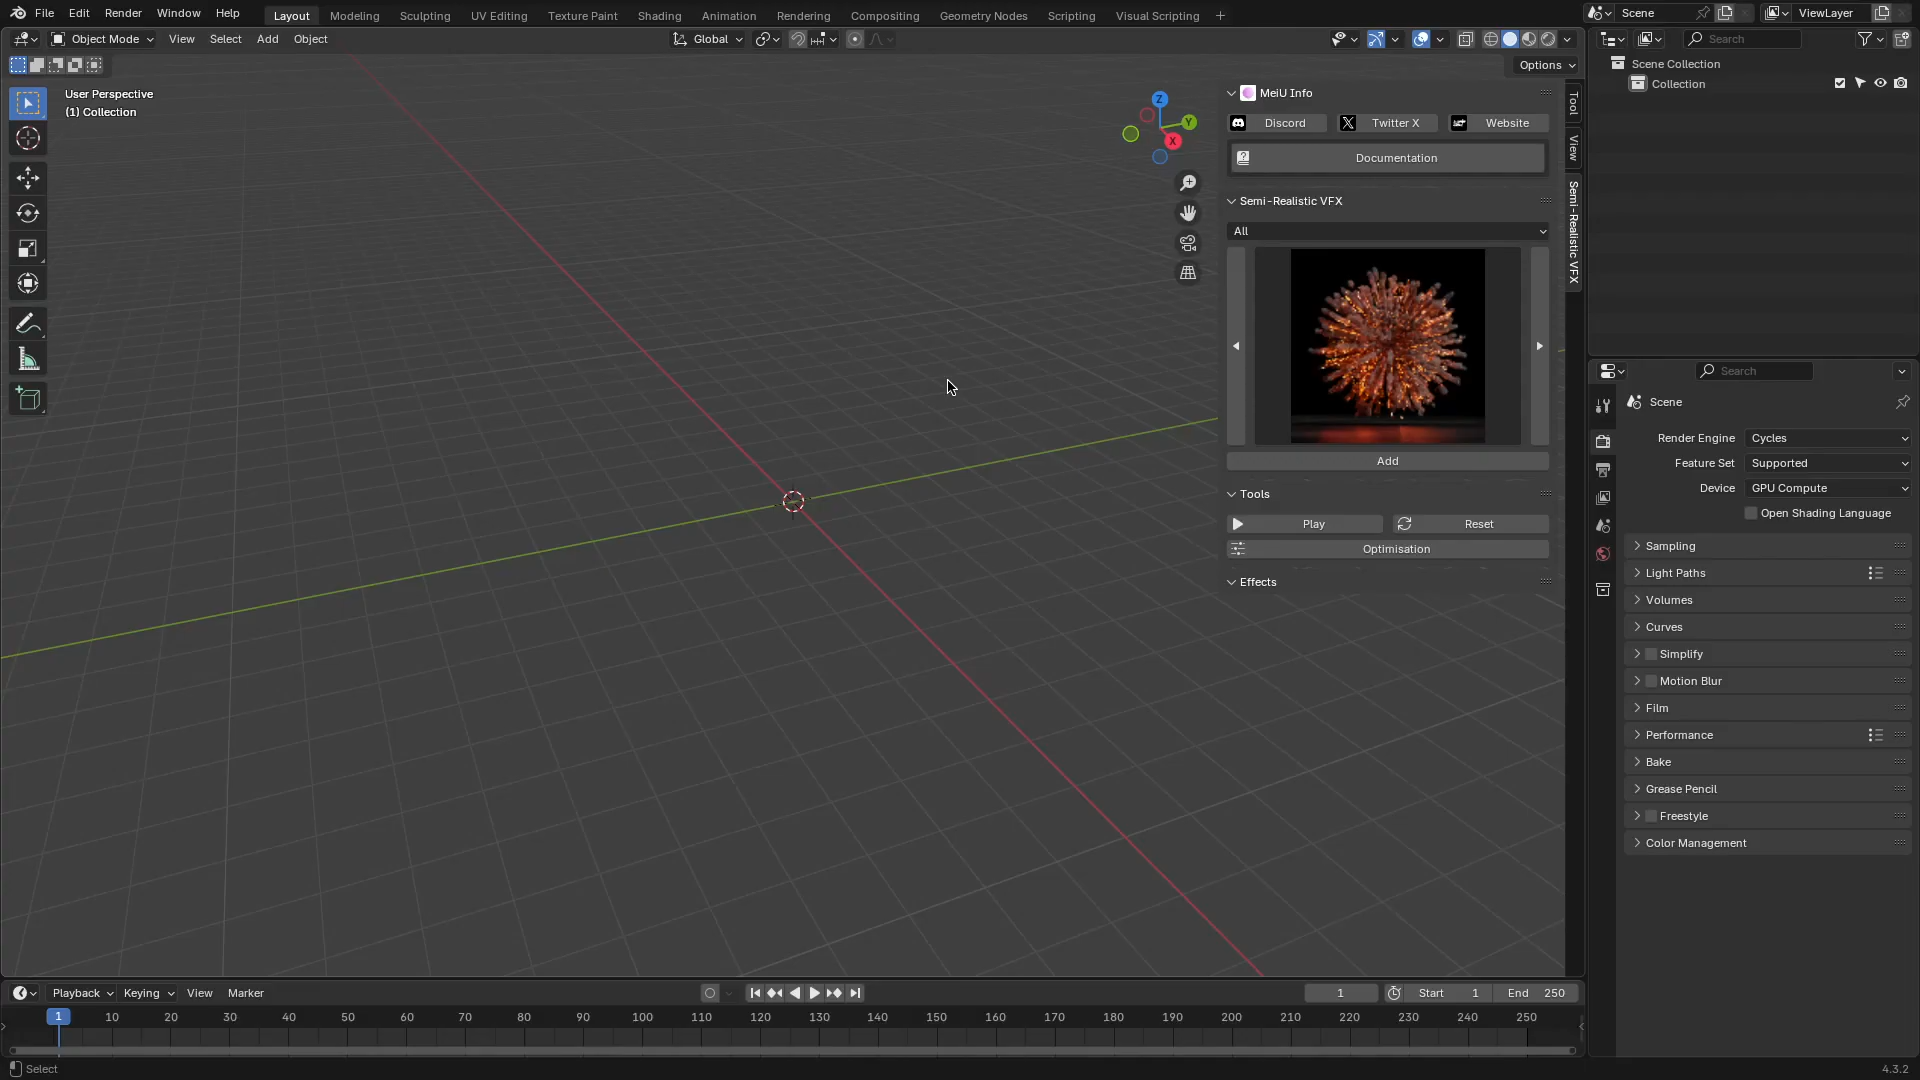 File Edit Render Window Help Layout Modeling Sculpting UV Editing Texture Paint Shading Animation Rendering Compositing Geometry Nodes Scripting Visual Scripting + Scene ViewLayer
Object Mode View Select Add Object Global Search
Options
Scene Collection
Collection
User Perspective
(1) Collection
Z
Y
X
MeiU Info
Discord Twitter X Website
Documentation
Semi-Realistic VFX
All
Add
Tools
Play Reset
Optimisation
Effects
Tool
View
Semi-Realistic VFX
Search
Scene
Render Engine Cycles
Feature Set Supported
Device GPU Compute
Open Shading Language
Sampling
Light Paths
Volumes
Curves
Simplify
Motion Blur
Film
Performance
Bake
Grease Pencil
Freestyle
Color Management
Playback Keying View Marker 1 Start 1 End 250
1 10 20 30 40 50 60 70 80 90 100 110 120 130 140 150 160 170 180 190 200 210 220 230 240 250
Select 4.3.2